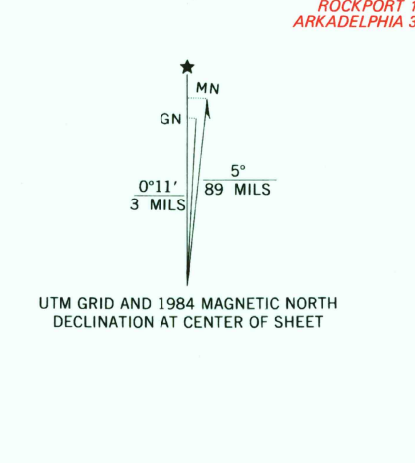 ROCKPORT 1
ARKADELPHIA 3
MN
GN
5°
0°11′
89 MILS
3 MILS
UTM GRID AND 1984 MAGNETIC NORTH
DECLINATION AT CENTER OF SHEET